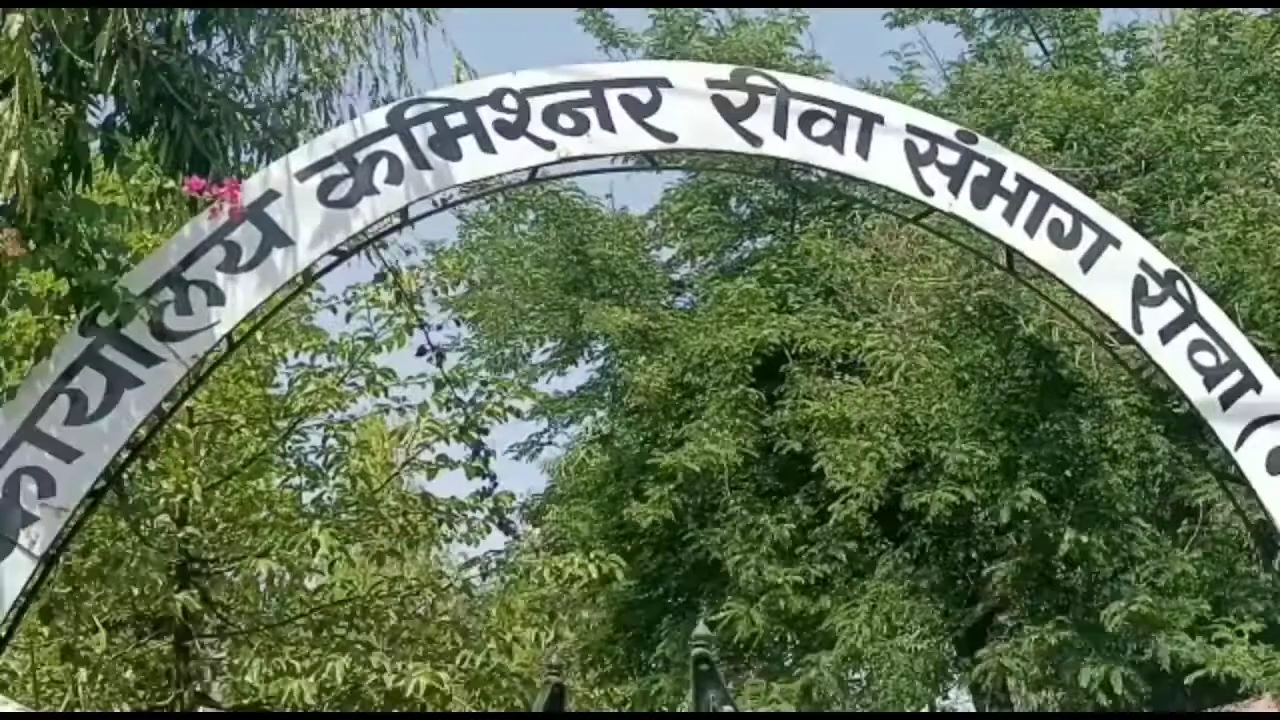 कार्यालय कमिश्नर रीवा संभाग रीवा (